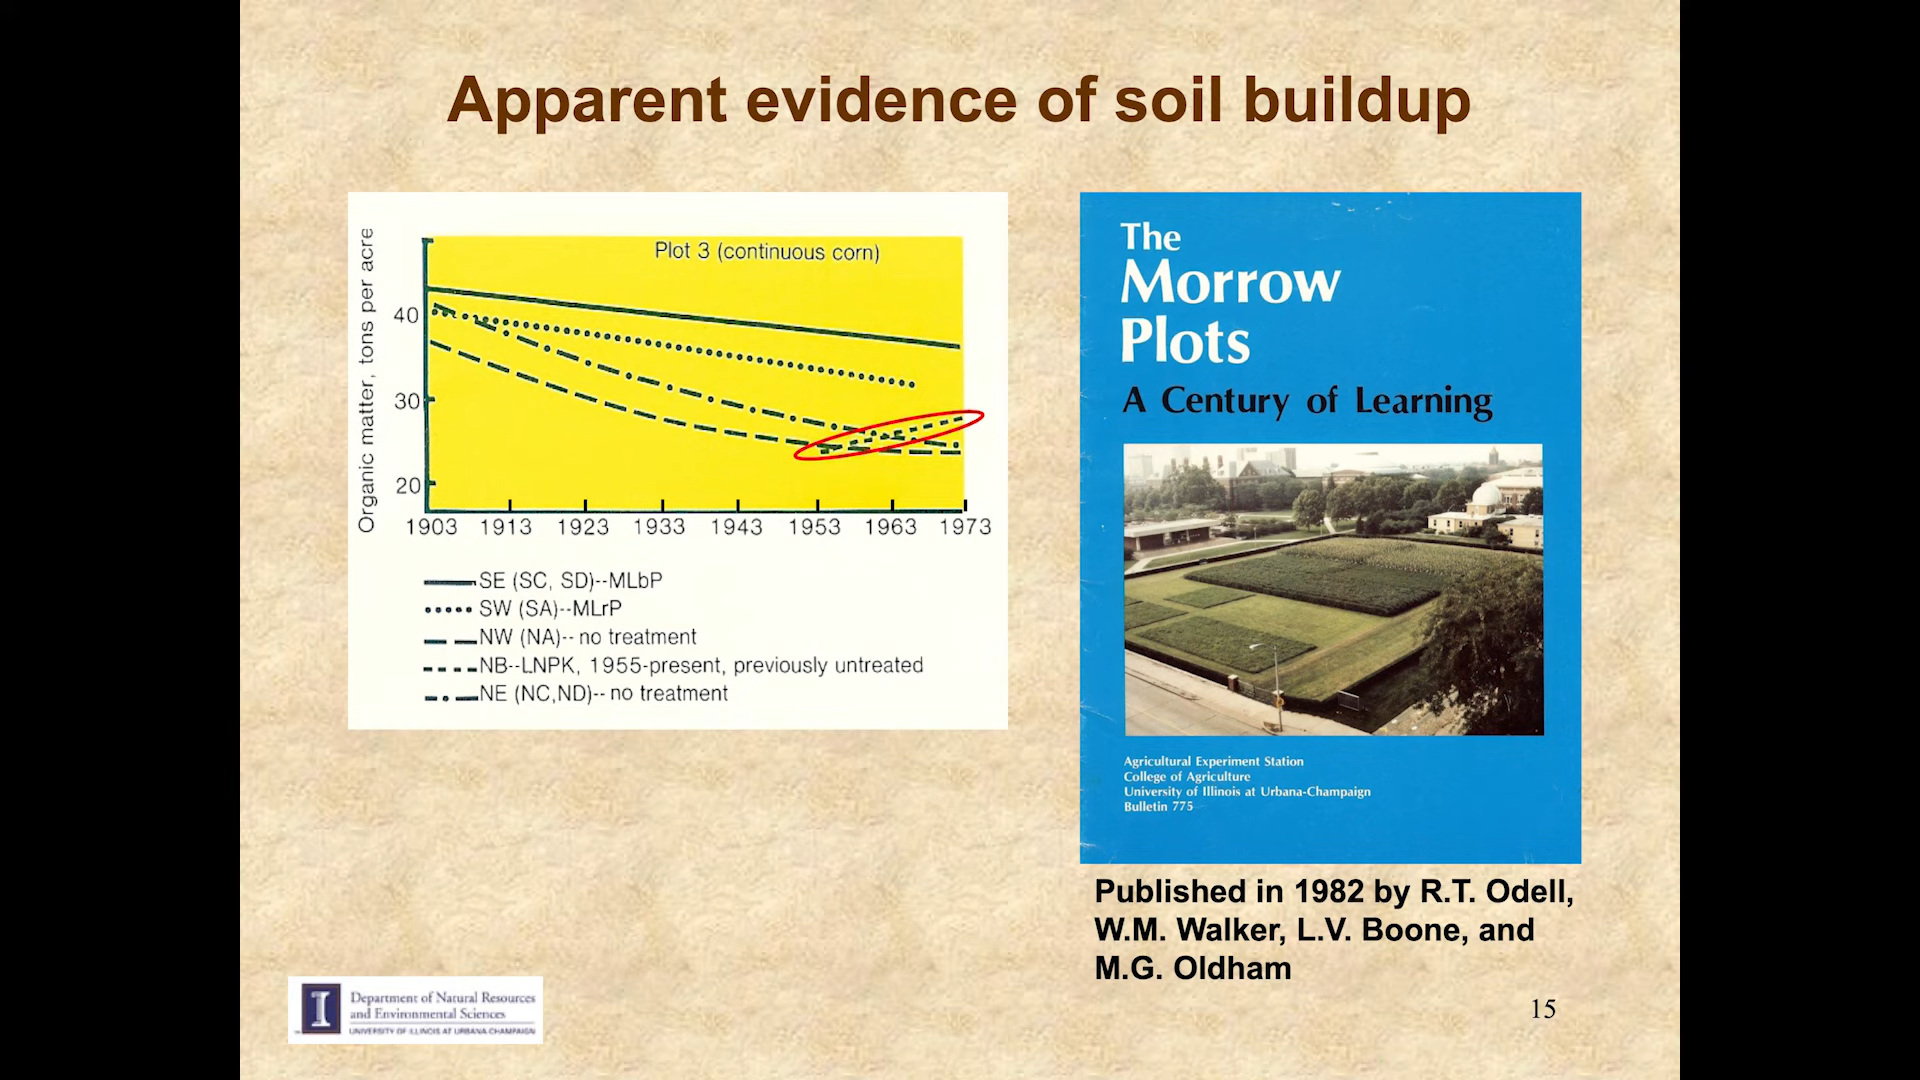 Apparent evidence of soil buildup
Organic matter, tons per acre
Plot 3 (continuous corn)
40
30
20
1903 1913 1923 1933 1943 1953 1963 1973
SE (SC, SD)--MLbP
SW (SA)--MLrP
NW (NA)-- no treatment
NB--LNPK, 1955-present, previously untreated
NE (NC,ND)-- no treatment
The
Morrow
Plots
A Century of Learning
Agricultural Experiment Station
College of Agriculture
University of Illinois at Urbana-Champaign
Bulletin 775
Published in 1982 by R.T. Odell,
W.M. Walker, L.V. Boone, and
M.G. Oldham
I
Department of Natural Resources
and Environmental Sciences
UNIVERSITY OF ILLINOIS AT URBANA-CHAMPAIGN
15